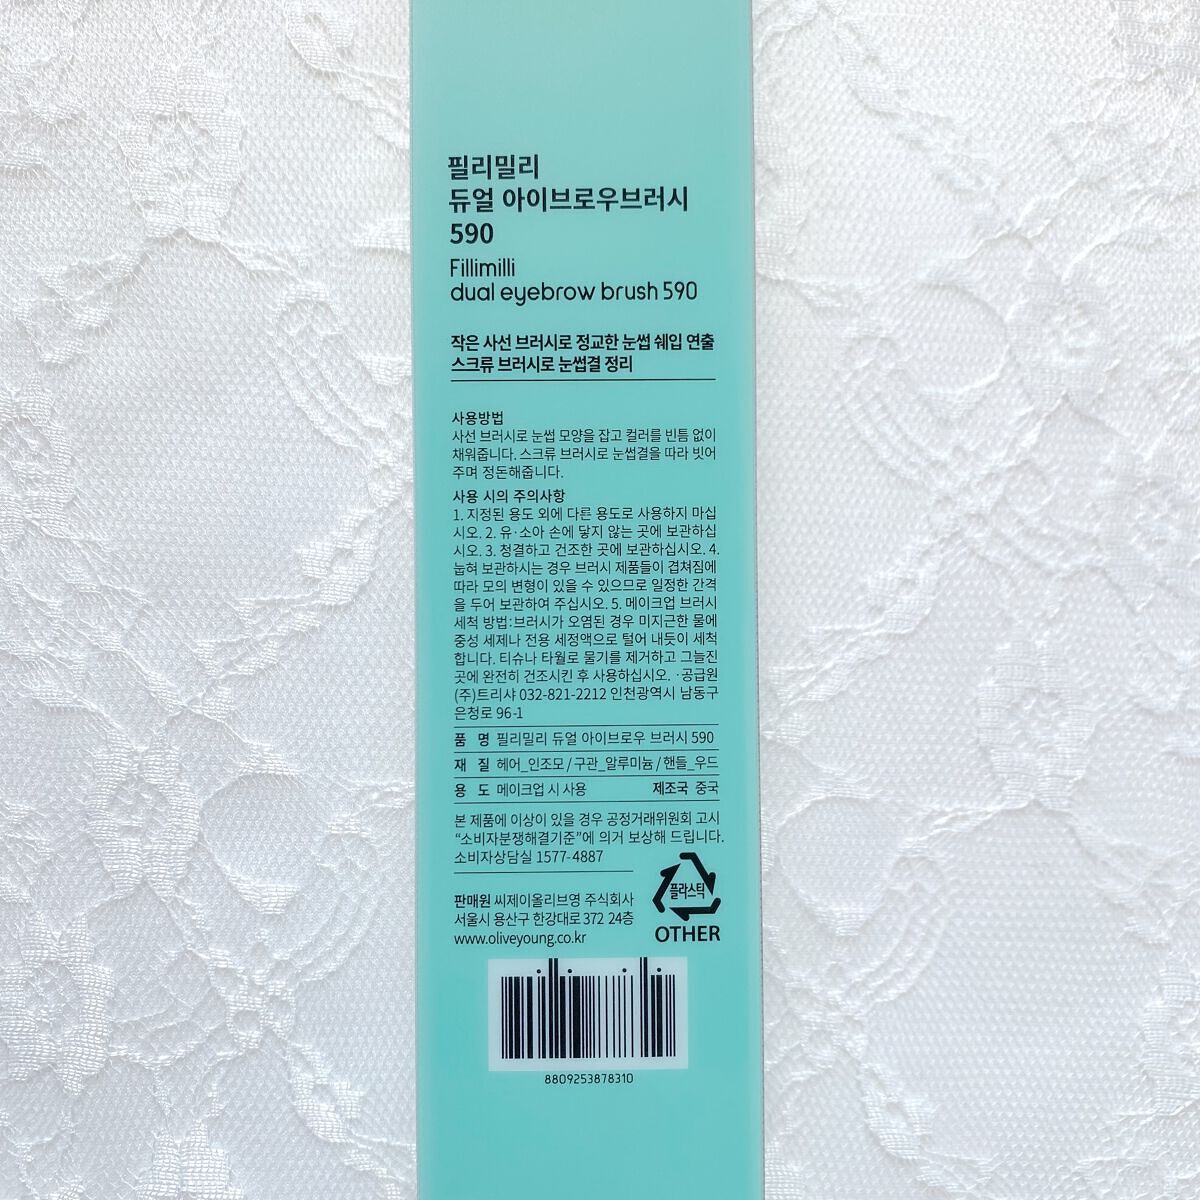 필리밀리
듀얼 아이브로우브러시
590
Fillimilli
dual eyebrow brush 590
작은 사선 브러시로 정교한 눈썹 쉐입 연출
스크류 브러시로 눈썹결 정리
사용방법
사선 브러시로 눈썹 모양을 잡고 컬러를 빈틈 없이
채워줍니다. 스크류 브러시로 눈썹결을 따라 빗어
주며 정돈해줍니다.
사용 시의 주의사항
1. 지정된 용도 외에 다른 용도로 사용하지 마십
시오. 2. 유·소아 손에 닿지 않는 곳에 보관하십
시오. 3. 청결하고 건조한 곳에 보관하십시오. 4.
눕혀 보관하시는 경우 브러시 제품들이 겹쳐짐에
따라 모의 변형이 있을 수 있으므로 일정한 간격
을 두어 보관하여 주십시오. 5. 메이크업 브러시
세척 방법:브러시가 오염된 경우 미지근한 물에
중성 세제나 전용 세정액으로 털어 내듯이 세척
합니다. 티슈나 타월로 물기를 제거하고 그늘진
곳에 완전히 건조시킨 후 사용하십시오. ·공급원
(주)트리샤 032-821-2212 인천광역시 남동구
은청로 96-1
품 명 필리밀리 듀얼 아이브로우 브러시 590
재 질 헤어_인조모 / 구관_알루미늄 / 핸들_우드
용 도 메이크업 시 사용 제조국 중국
본 제품에 이상이 있을 경우 공정거래위원회 고시
“소비자분쟁해결기준”에 의거 보상해 드립니다.
소비자상담실 1577-4887
판매원 씨제이올리브영 주식회사
서울시 용산구 한강대로 372 24층
www.oliveyoung.co.kr
플라스틱
OTHER
8809253878310